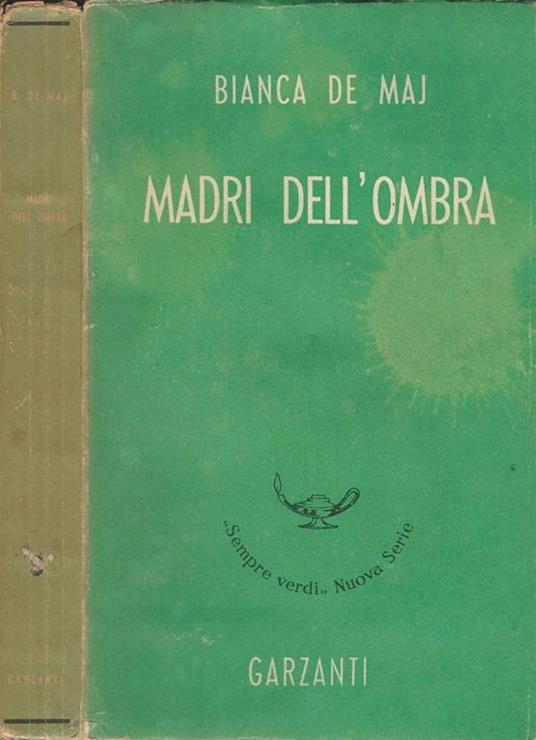 B. DE MAJ
MADRI
DELL'OMBRA
GARZANTI
BIANCA DE MAJ
MADRI DELL'OMBRA
„Sempre verdi„ Nuova Serie
GARZANTI